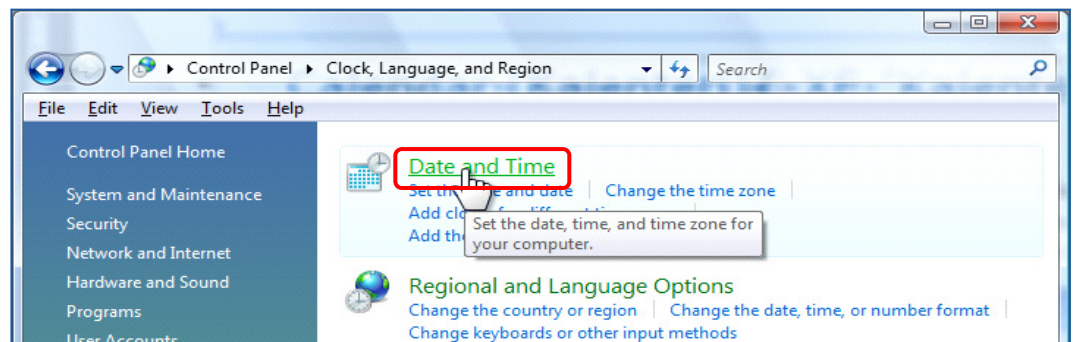 Control Panel ▸ Clock, Language, and Region
Search
File Edit View Tools Help
Control Panel Home
System and Maintenance
Security
Network and Internet
Hardware and Sound
Programs
User Accounts
Date and Time
Set the and date Change the time zone
Add
Add
Set the date, time, and time zone for
your computer.
Regional and Language Options
Change the country or region Change the date, time, or number format
Change keyboards or other input methods